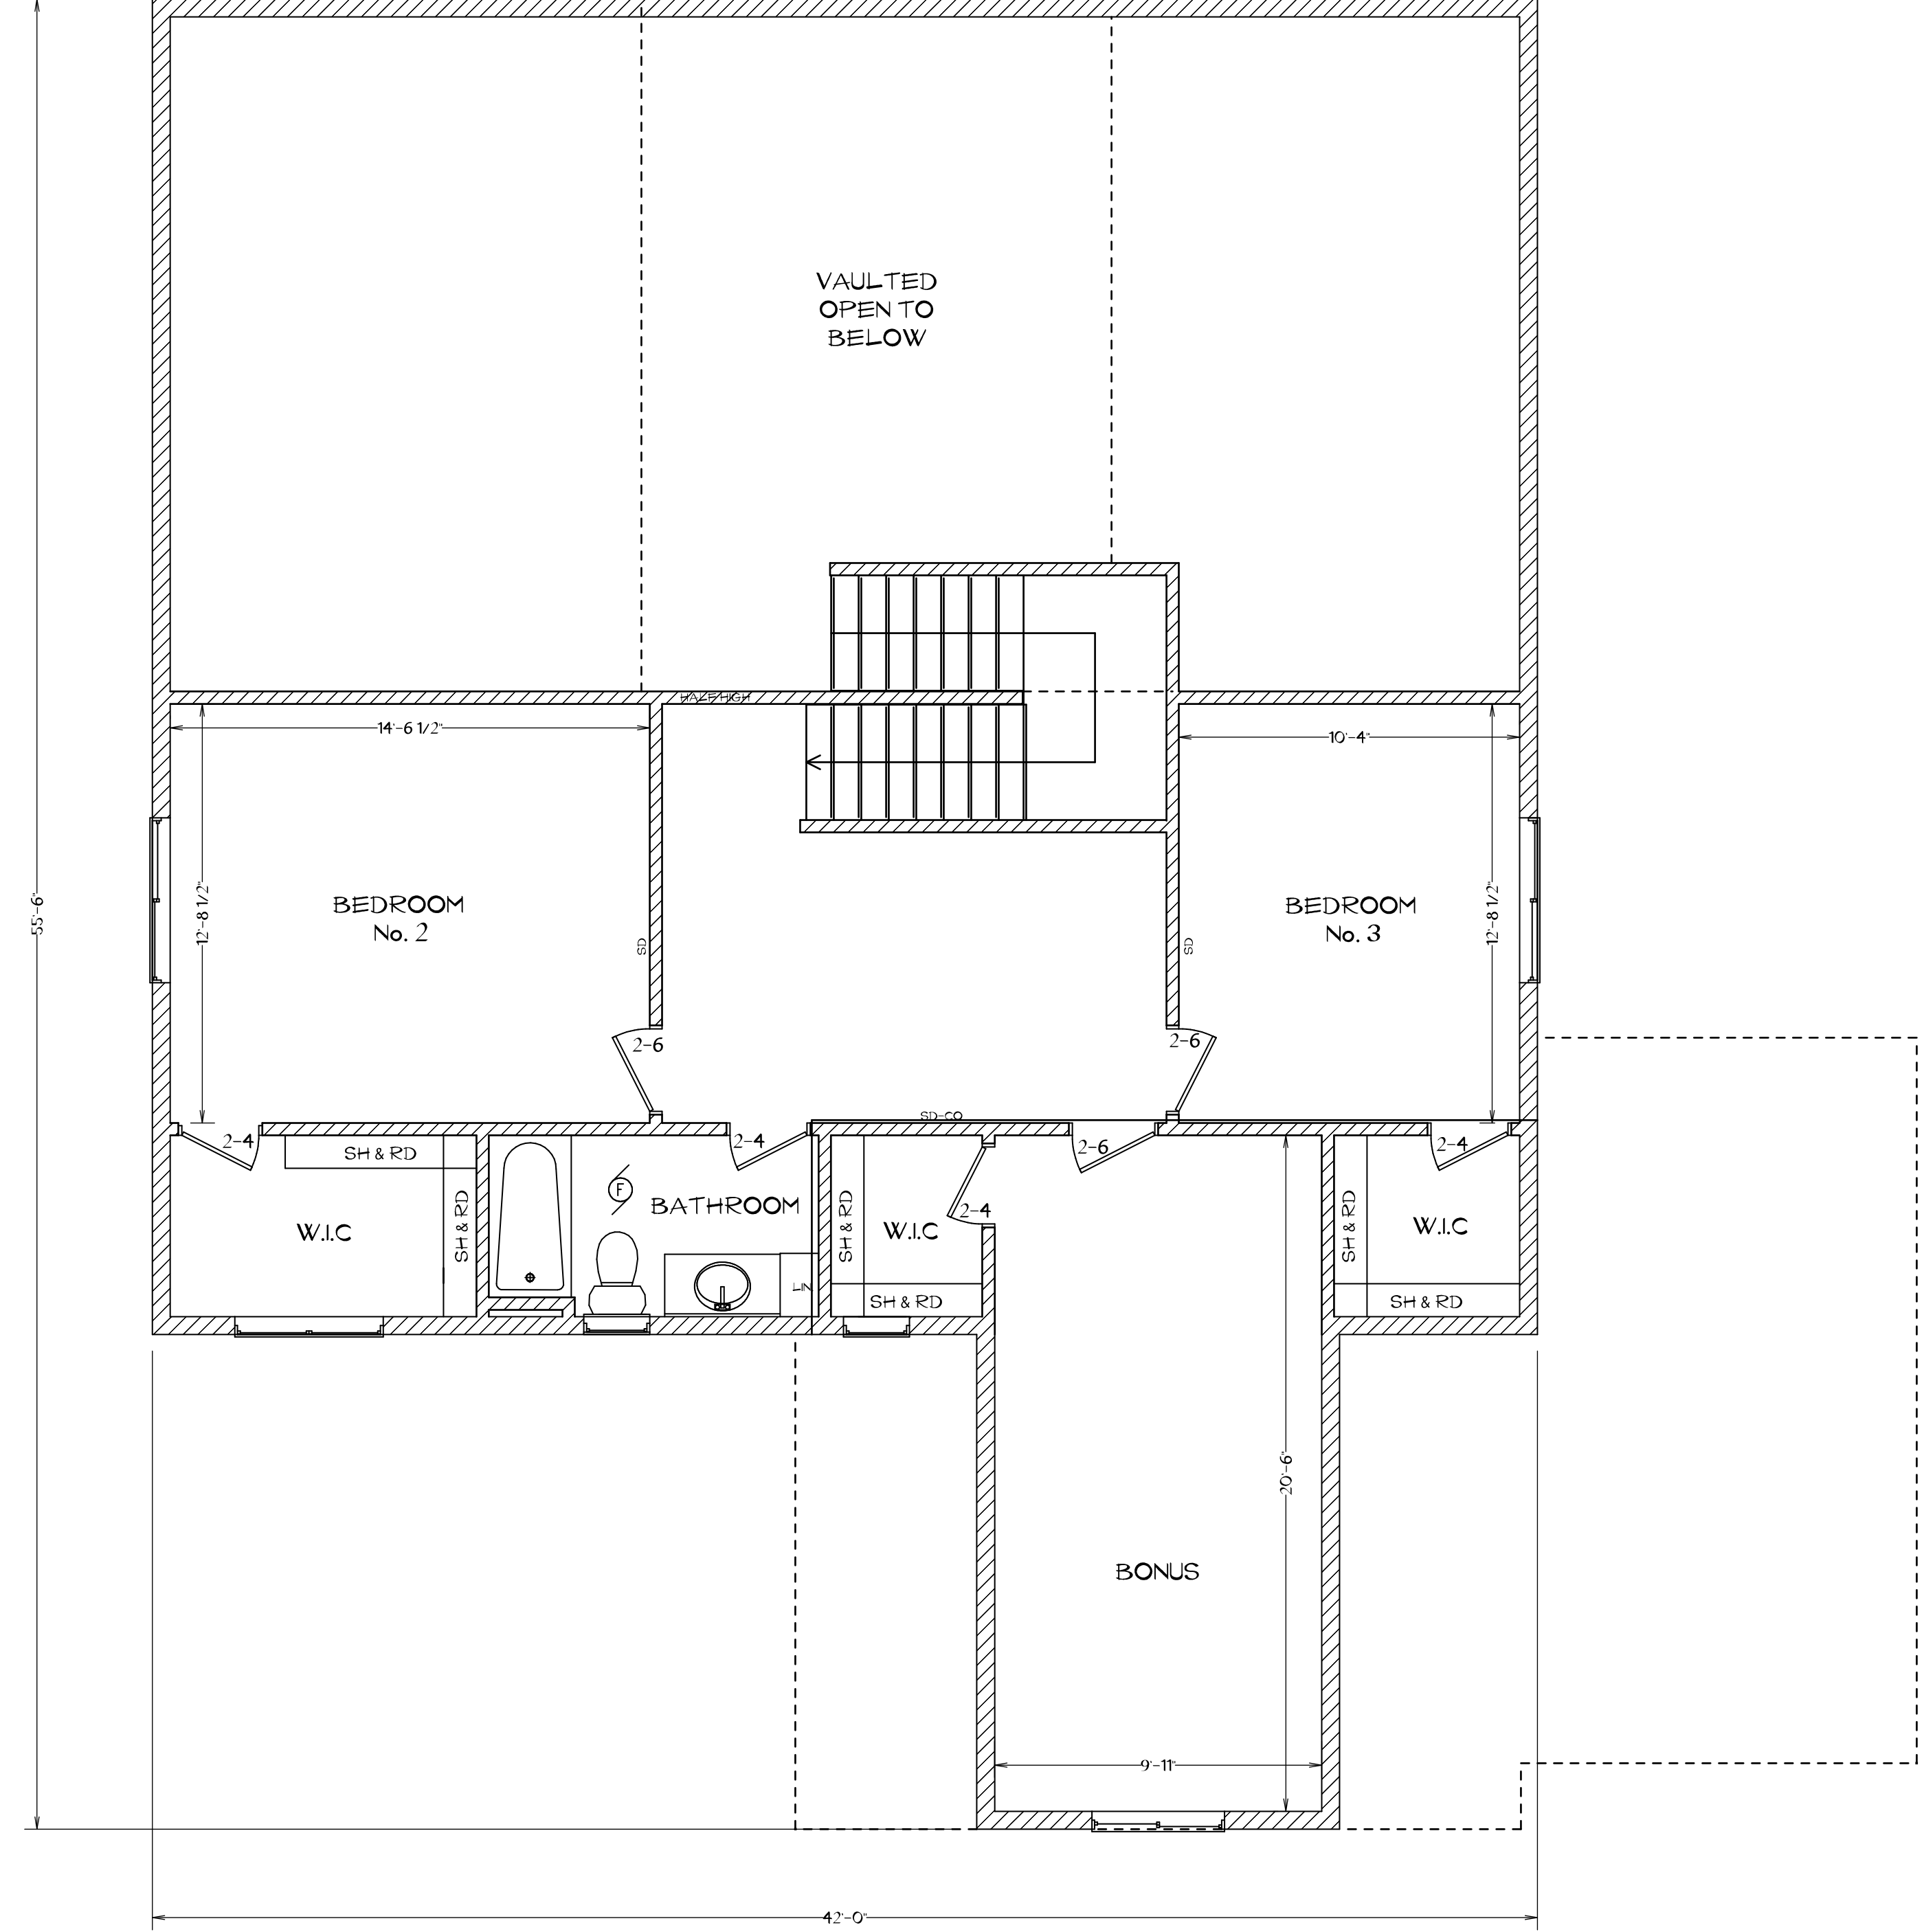 VAULTED
OPEN TO
BELOW
HALF HIGH
14'-6 1/2"
10'-4"
55'-6"
12'-8 1/2"
BEDROOM
No. 2
SD
SD
BEDROOM
No. 3
12'-8 1/2"
2-6
2-6
SD-CO
2-4
SH & RD
2-4
2-6
2-4
W.I.C
SH & RD
F
BATHROOM
LIN
SH & RD
W.I.C
2-4
SH & RD
SH & RD
W.I.C
SH & RD
20'-6"
BONUS
9'-11"
42'-0"